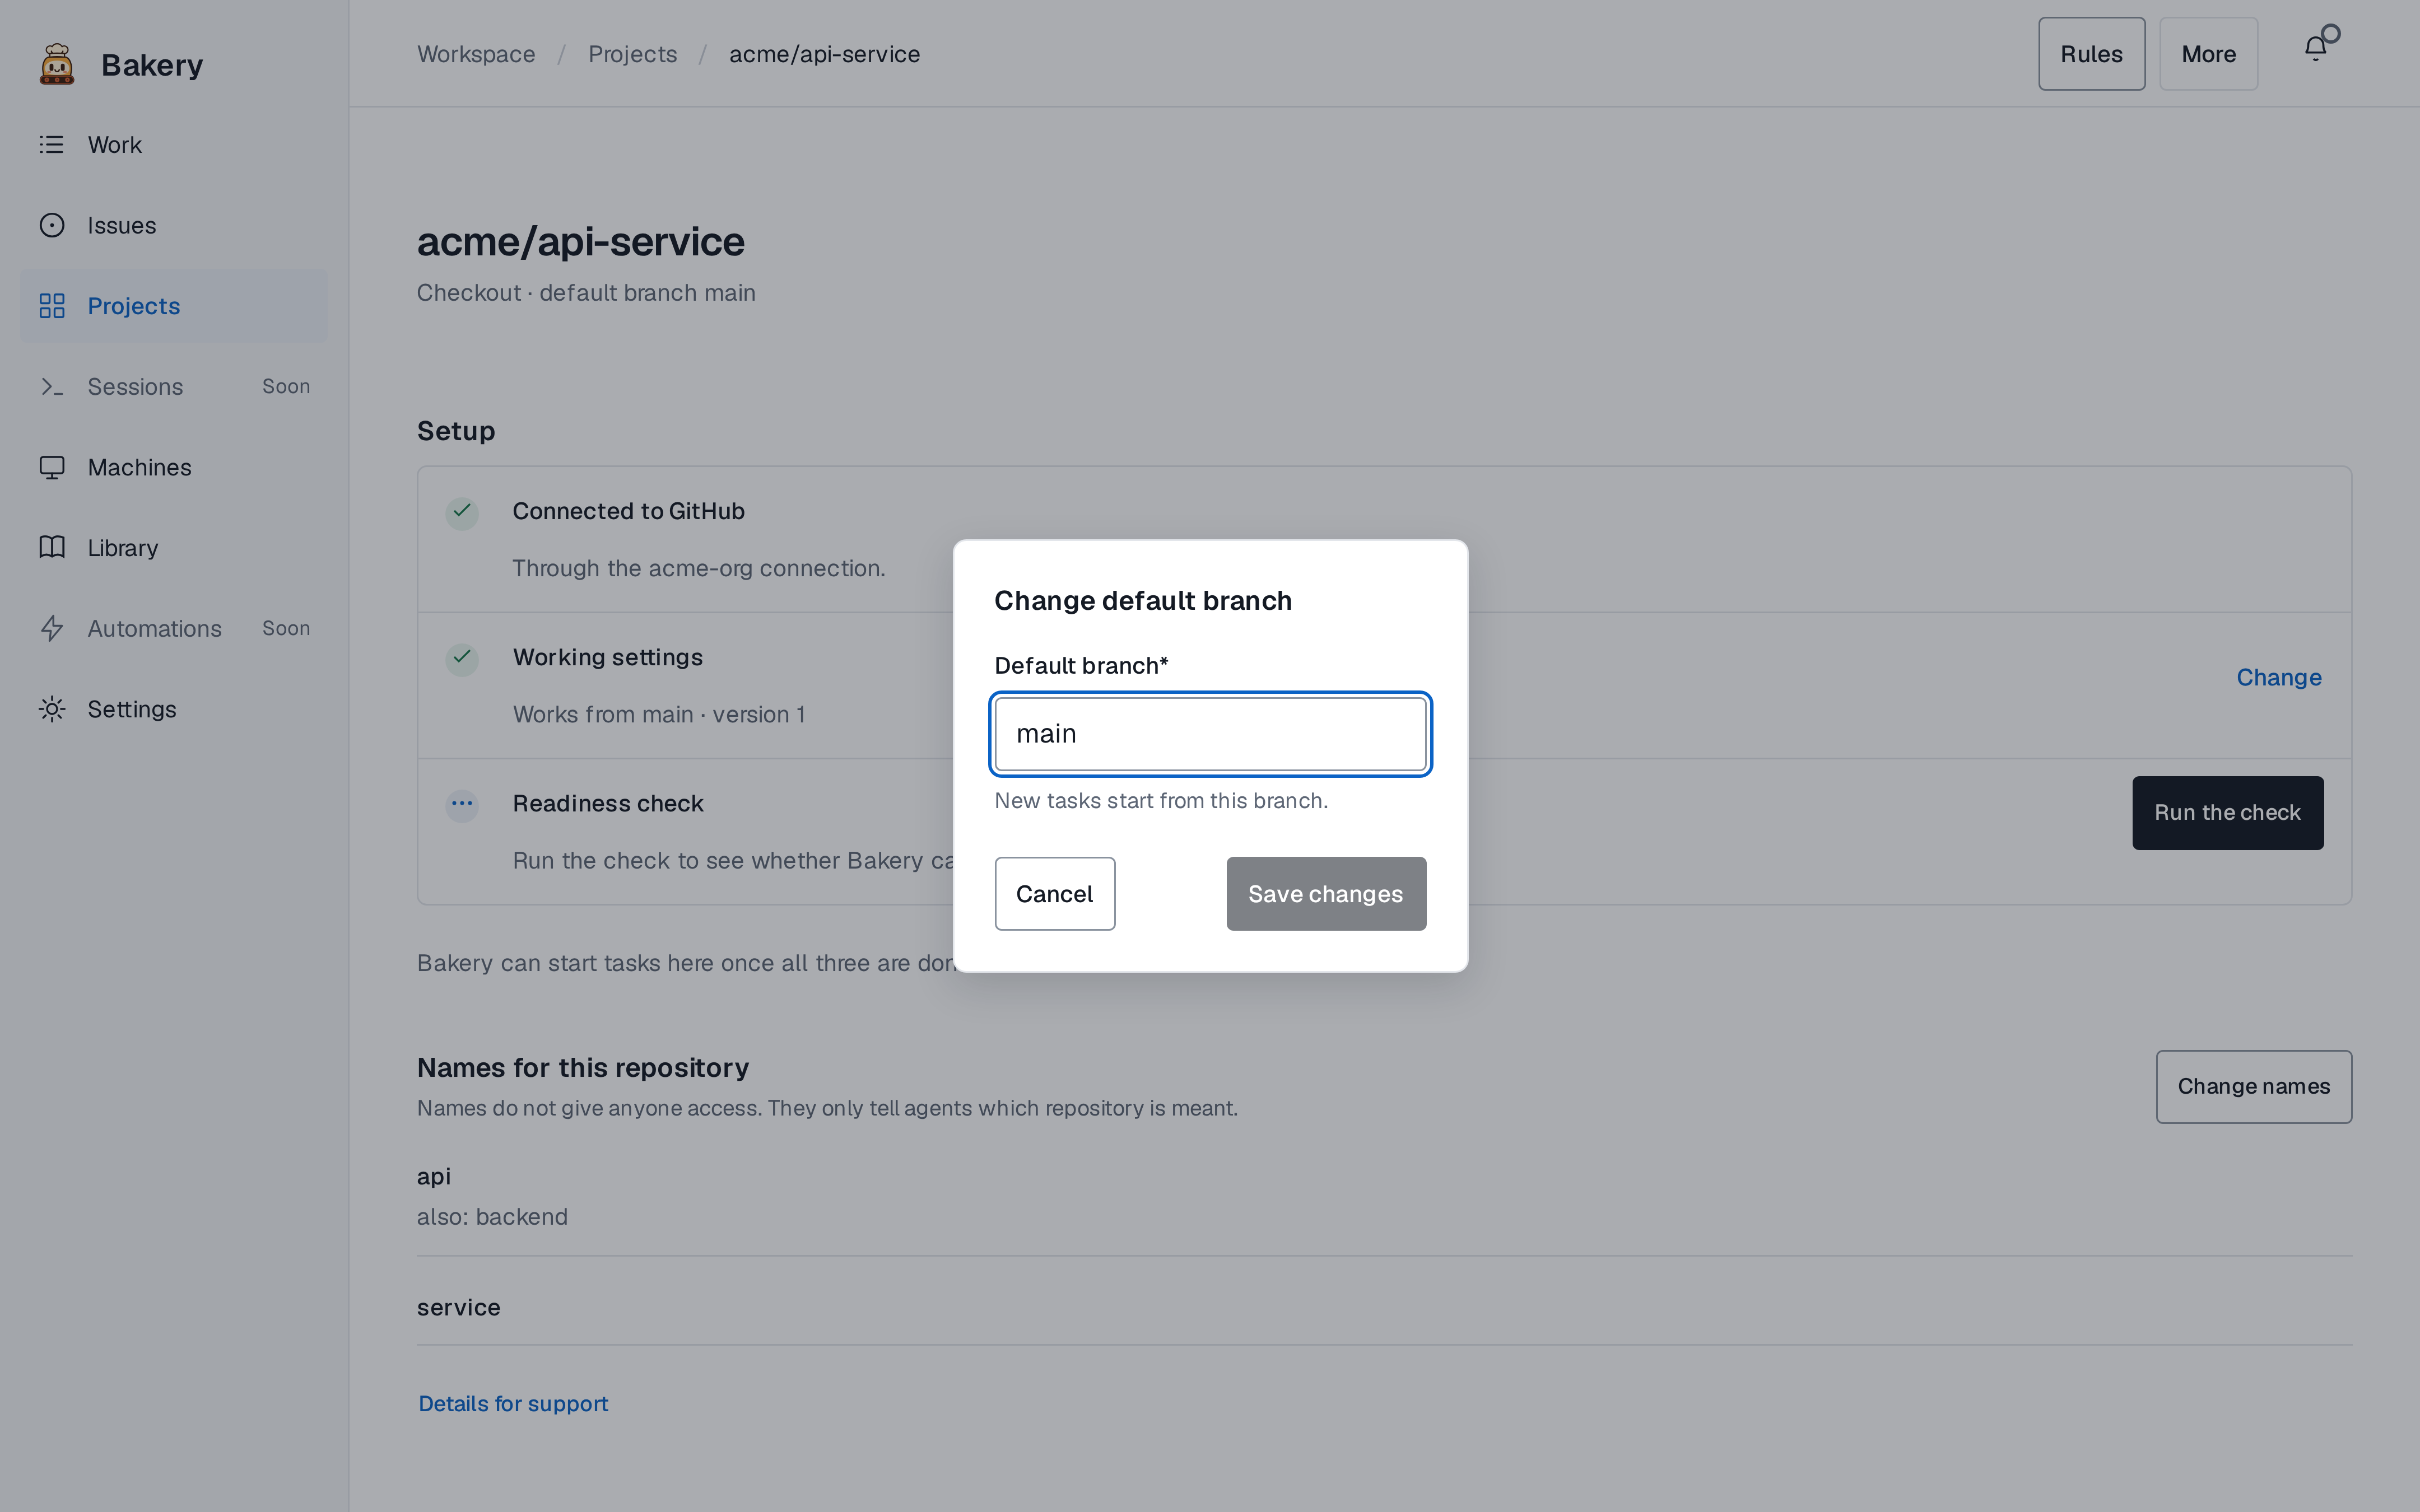 Bakery
Work
Issues
Projects
Sessions Soon
Machines
Library
Automations Soon
Settings
Workspace / Projects / acme/api-service
Rules
More
acme/api-service
Checkout · default branch main
Setup
Connected to GitHub
Through the acme-org connection.
Working settings
Works from main · version 1
Change
Readiness check
Run the check to see whether Bakery
Run the check
Bakery can start tasks here once all three are
Names for this repository
Names do not give anyone access. They only tell agents which repository is meant.
Change names
api
also: backend
service
Details for support
Change default branch
Default branch*
main
New tasks start from this branch.
Cancel
Save changes